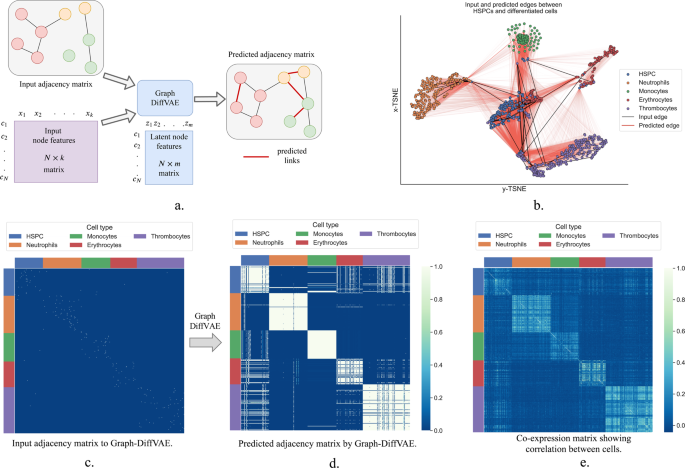 Input adjacency matrix
x₁ x₂ . . . xₖ
c₁
c₂
.
.
.
c_N
Input
node features
N × k
matrix
Graph
DiffVAE
z₁ z₂ . . . zₘ
c₁
c₂
.
.
c_N
Latent node
features
N × m
matrix
Predicted adjacency matrix
predicted
links
a.
Input and predicted edges between
HSPCs and differentiated cells
x-TSNE
y-TSNE
HSPC
Neutrophils
Monocytes
Erythrocytes
Thrombocytes
Input edge
Predicted edge
b.
Cell type
HSPC Monocytes Thrombocytes
Neutrophils Erythrocytes
Input adjacency matrix to Graph-DiffVAE.
c.
Graph
DiffVAE
Cell type
HSPC Monocytes Thrombocytes
Neutrophils Erythrocytes
1.0
0.8
0.6
0.4
0.2
0.0
Predicted adjacency matrix by Graph-DiffVAE.
d.
Cell type
HSPC Monocytes Thrombocytes
Neutrophils Erythrocytes
1.0
0.8
0.6
0.4
0.2
0.0
Co-expression matrix showing
correlation between cells.
e.